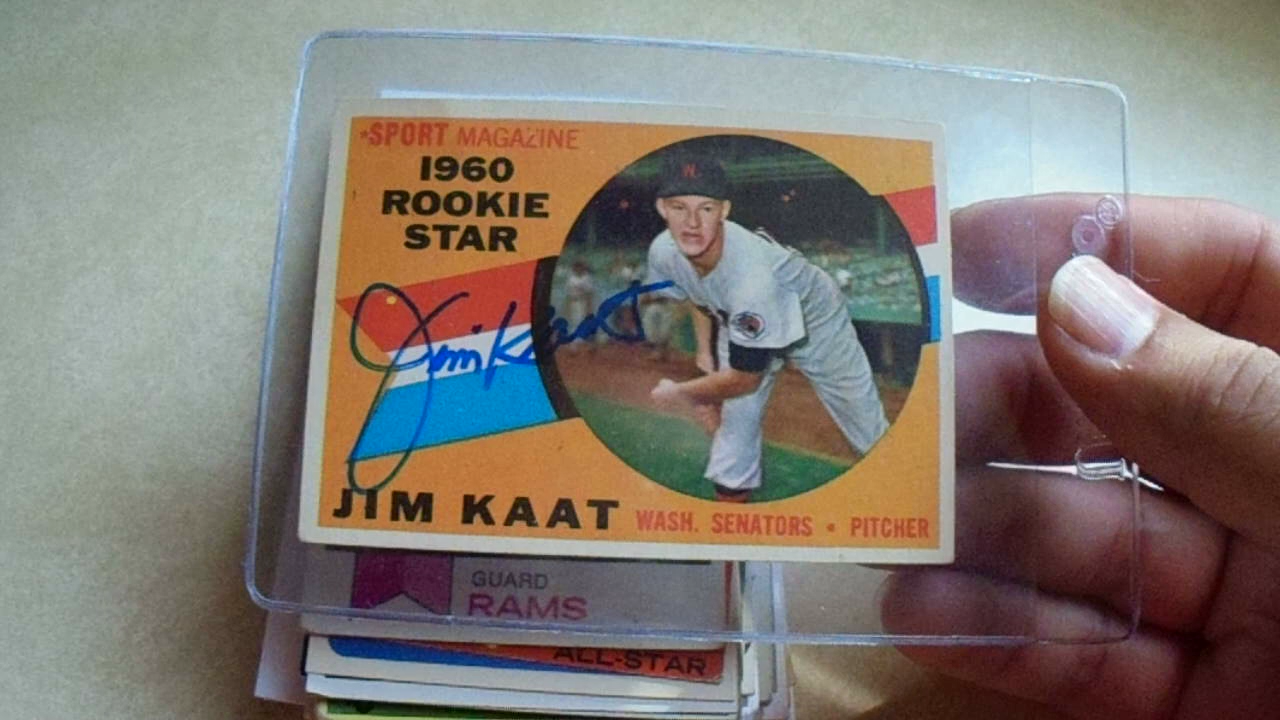 *SPORT MAGAZINE
1960
ROOKIE
STAR
Jim Kaat
W
JIM KAAT
WASH. SENATORS • PITCHER
GUARD
RAMS
ALL-STAR